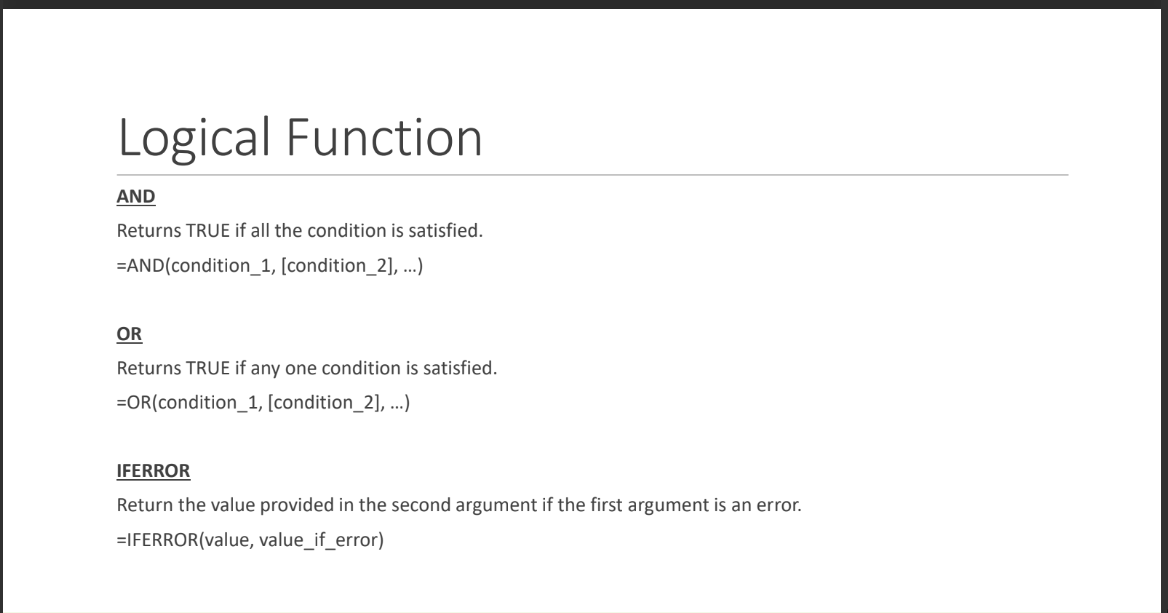 Logical Function
AND
Returns TRUE if all the condition is satisfied.
=AND(condition_1, [condition_2], …)
OR
Returns TRUE if any one condition is satisfied.
=OR(condition_1, [condition_2], …)
IFERROR
Return the value provided in the second argument if the first argument is an error.
=IFERROR(value, value_if_error)